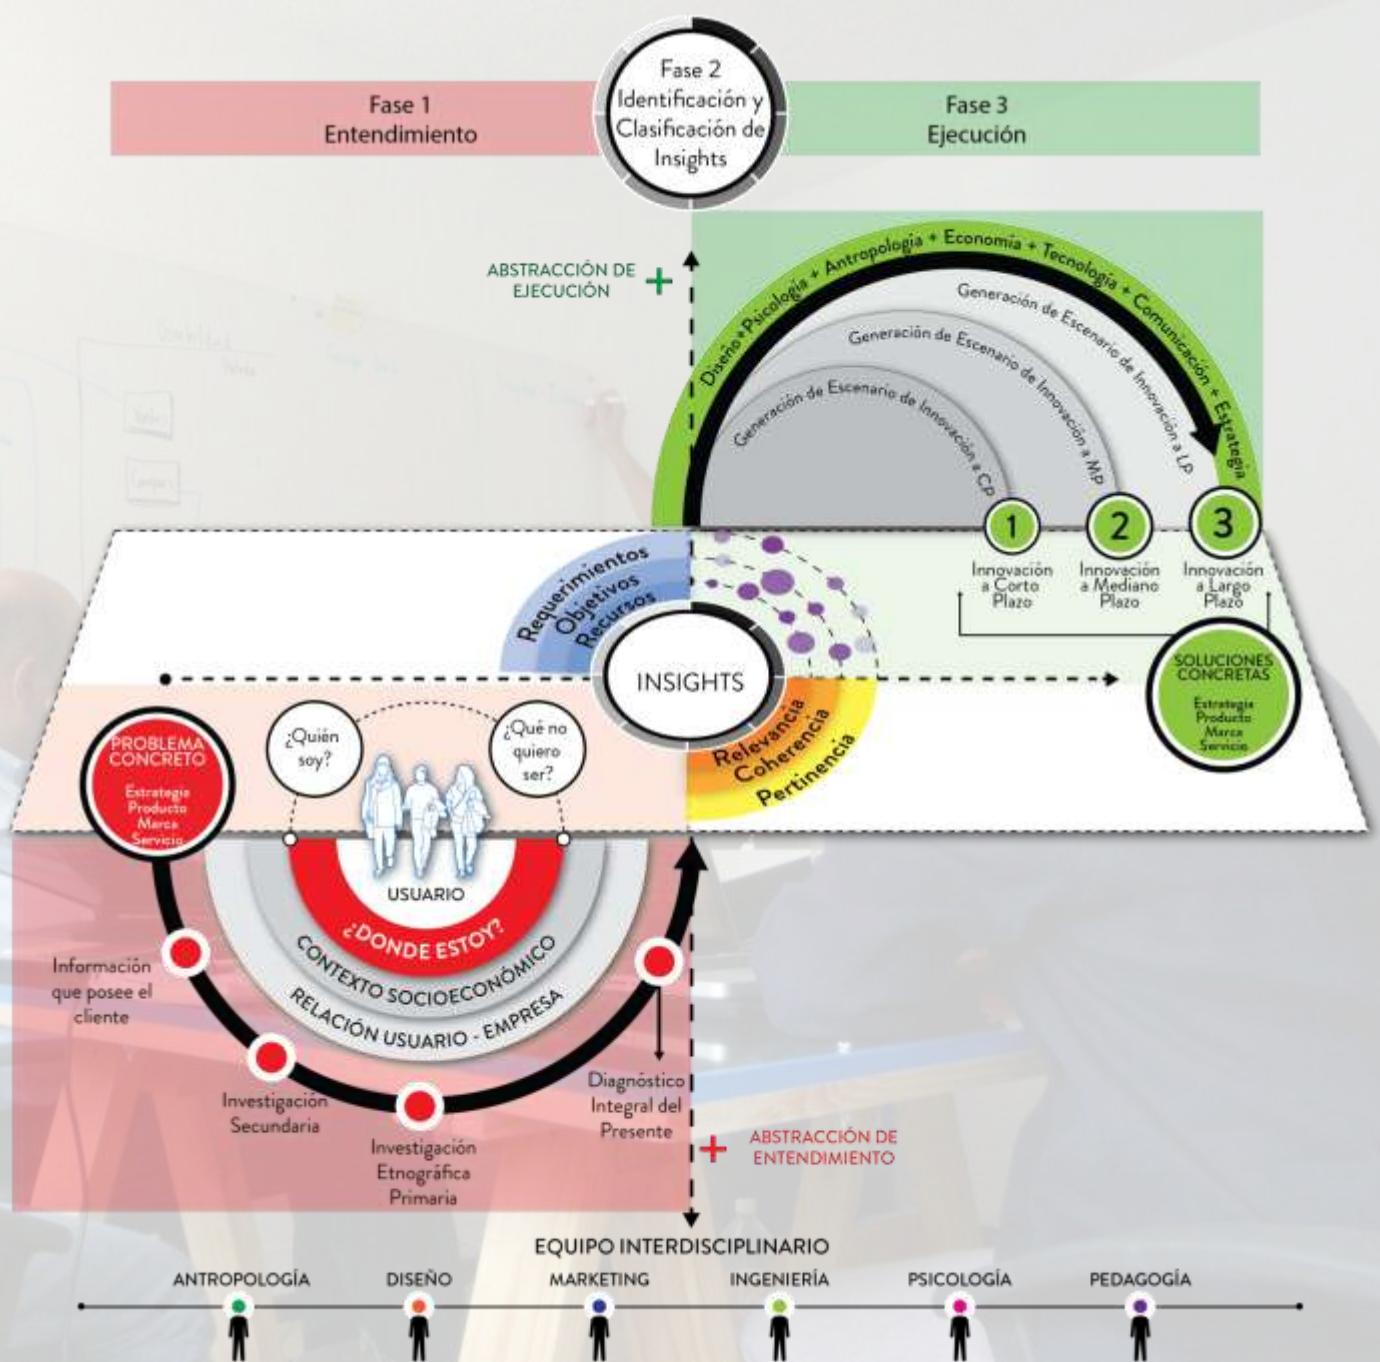 Fase 1
Entendimiento
Fase 2
Identificación y
Clasificación de
Insights
Fase 3
Ejecución
ABSTRACCIÓN DE
EJECUCIÓN
+
Diseño + Psicología + Antropología + Economía + Tecnología + Comunicación + Estrategia
Generación de Escenario de Innovación a LP
Generación de Escenario de Innovación a MP
Generación de Escenario de Innovación a CP
1
2
3
Innovación
a Corto
Plazo
Innovación
a Mediano
Plazo
Innovación
a Largo
Plazo
Requerimientos
Objetivos
Recursos
INSIGHTS
SOLUCIONES
CONCRETAS
Estrategia
Producto
Marca
Servicio
Relevancia
Coherencia
Pertinencia
PROBLEMA
CONCRETO
Estrategia
Producto
Marca
Servicio
¿Quién
soy?
¿Qué no
quiero
ser?
USUARIO
¿DONDE ESTOY?
CONTEXTO SOCIOECONÓMICO
RELACIÓN USUARIO - EMPRESA
Información
que posee el
cliente
Investigación
Secundaria
Investigación
Etnográfica
Primaria
Diagnóstico
Integral del
Presente
+
ABSTRACCIÓN DE
ENTENDIMIENTO
EQUIPO INTERDISCIPLINARIO
ANTROPOLOGÍA DISEÑO MARKETING INGENIERÍA PSICOLOGÍA PEDAGOGÍA